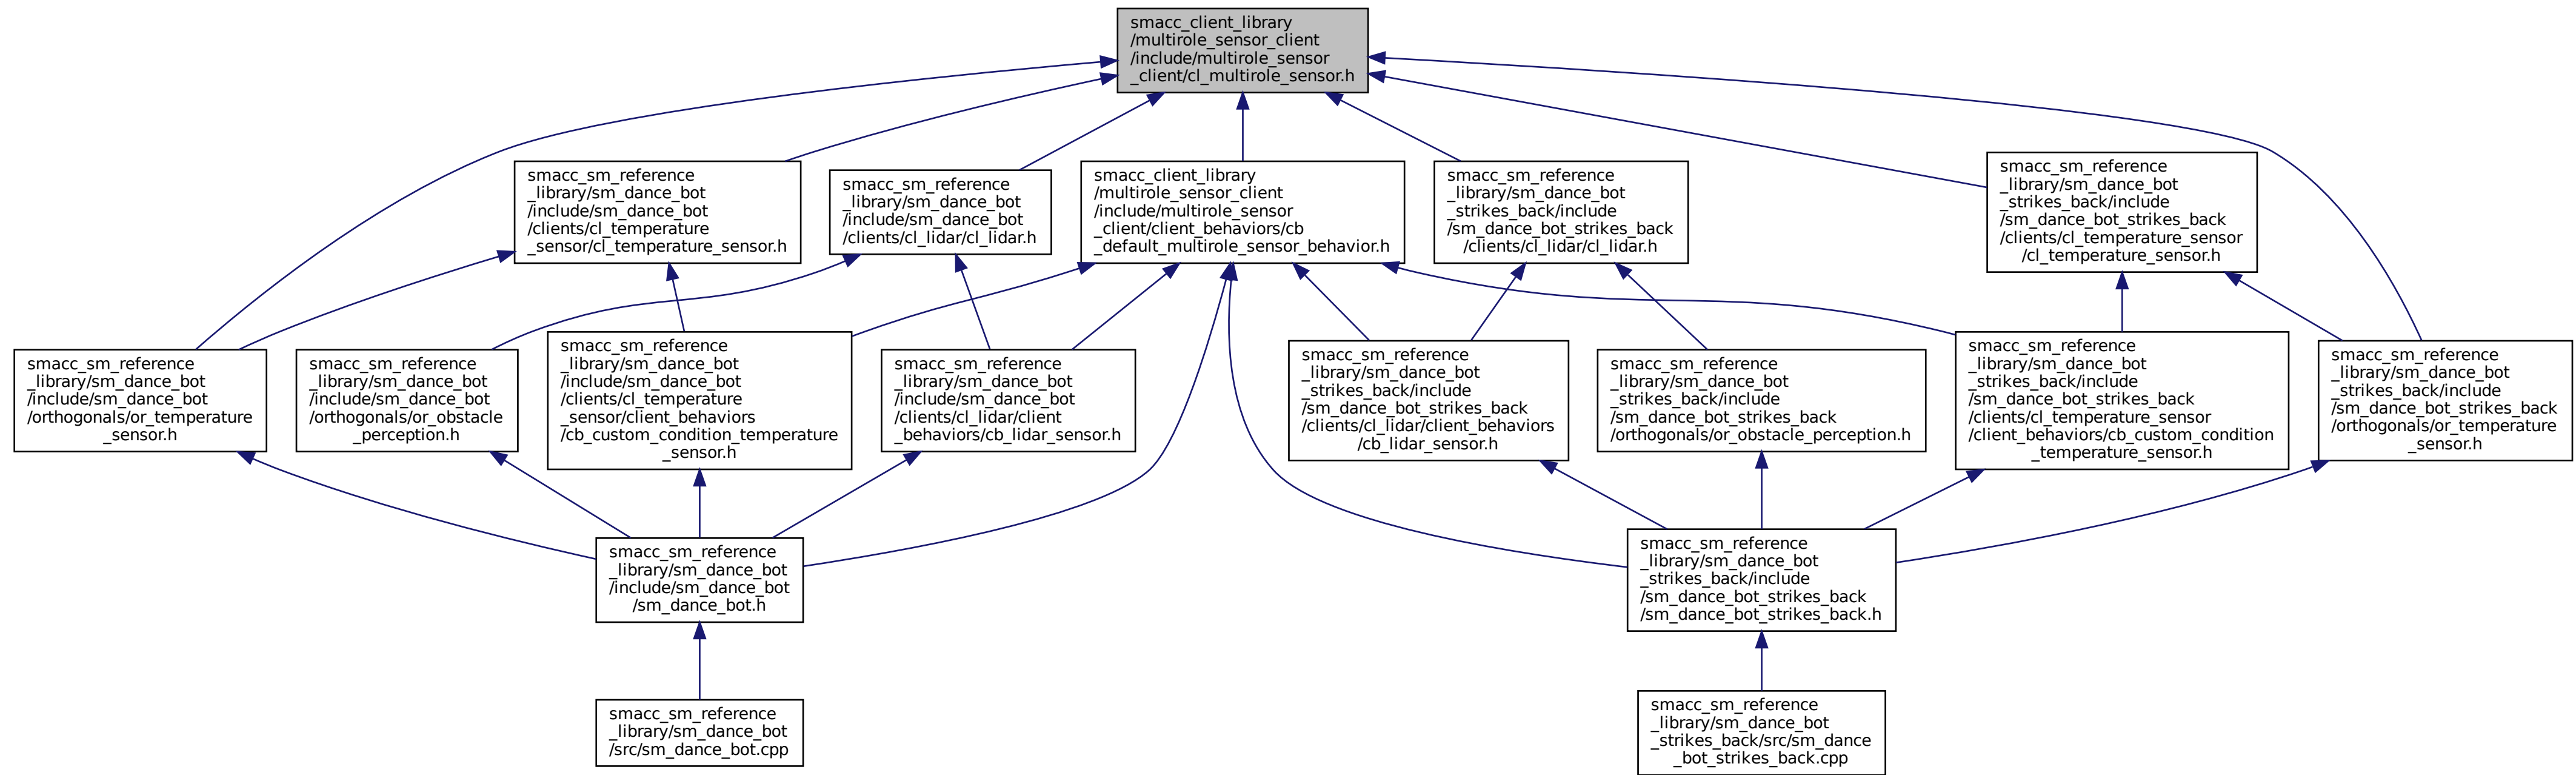 smacc_client_library
/multirole_sensor_client
/include/multirole_sensor
_client/cl_multirole_sensor.h
smacc_sm_reference
_library/sm_dance_bot
/include/sm_dance_bot
/clients/cl_temperature
_sensor/cl_temperature_sensor.h
smacc_sm_reference
_library/sm_dance_bot
/include/sm_dance_bot
/clients/cl_lidar/cl_lidar.h
smacc_client_library
/multirole_sensor_client
/include/multirole_sensor
_client/client_behaviors/cb
_default_multirole_sensor_behavior.h
smacc_sm_reference
_library/sm_dance_bot
_strikes_back/include
/sm_dance_bot_strikes_back
/clients/cl_lidar/cl_lidar.h
smacc_sm_reference
_library/sm_dance_bot
_strikes_back/include
/sm_dance_bot_strikes_back
/clients/cl_temperature_sensor
/cl_temperature_sensor.h
smacc_sm_reference
_library/sm_dance_bot
/include/sm_dance_bot
/orthogonals/or_temperature
_sensor.h
smacc_sm_reference
_library/sm_dance_bot
/include/sm_dance_bot
/orthogonals/or_obstacle
_perception.h
smacc_sm_reference
_library/sm_dance_bot
/include/sm_dance_bot
/clients/cl_temperature
_sensor/client_behaviors
/cb_custom_condition_temperature
_sensor.h
smacc_sm_reference
_library/sm_dance_bot
/include/sm_dance_bot
/clients/cl_lidar/client
_behaviors/cb_lidar_sensor.h
smacc_sm_reference
_library/sm_dance_bot
_strikes_back/include
/sm_dance_bot_strikes_back
/clients/cl_lidar/client_behaviors
/cb_lidar_sensor.h
smacc_sm_reference
_library/sm_dance_bot
_strikes_back/include
/sm_dance_bot_strikes_back
/orthogonals/or_obstacle_perception.h
smacc_sm_reference
_library/sm_dance_bot
_strikes_back/include
/sm_dance_bot_strikes_back
/clients/cl_temperature_sensor
/client_behaviors/cb_custom_condition
_temperature_sensor.h
smacc_sm_reference
_library/sm_dance_bot
_strikes_back/include
/sm_dance_bot_strikes_back
/orthogonals/or_temperature
_sensor.h
smacc_sm_reference
_library/sm_dance_bot
/include/sm_dance_bot
/sm_dance_bot.h
smacc_sm_reference
_library/sm_dance_bot
_strikes_back/include
/sm_dance_bot_strikes_back
/sm_dance_bot_strikes_back.h
smacc_sm_reference
_library/sm_dance_bot
/src/sm_dance_bot.cpp
smacc_sm_reference
_library/sm_dance_bot
_strikes_back/src/sm_dance
_bot_strikes_back.cpp